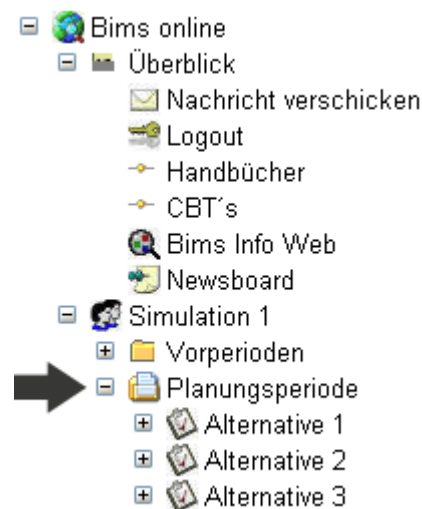 Bims online
Überblick
Nachricht verschicken
Logout
Handbücher
CBT´s
Bims Info Web
Newsboard
Simulation 1
Vorperioden
Planungsperiode
Alternative 1
Alternative 2
Alternative 3